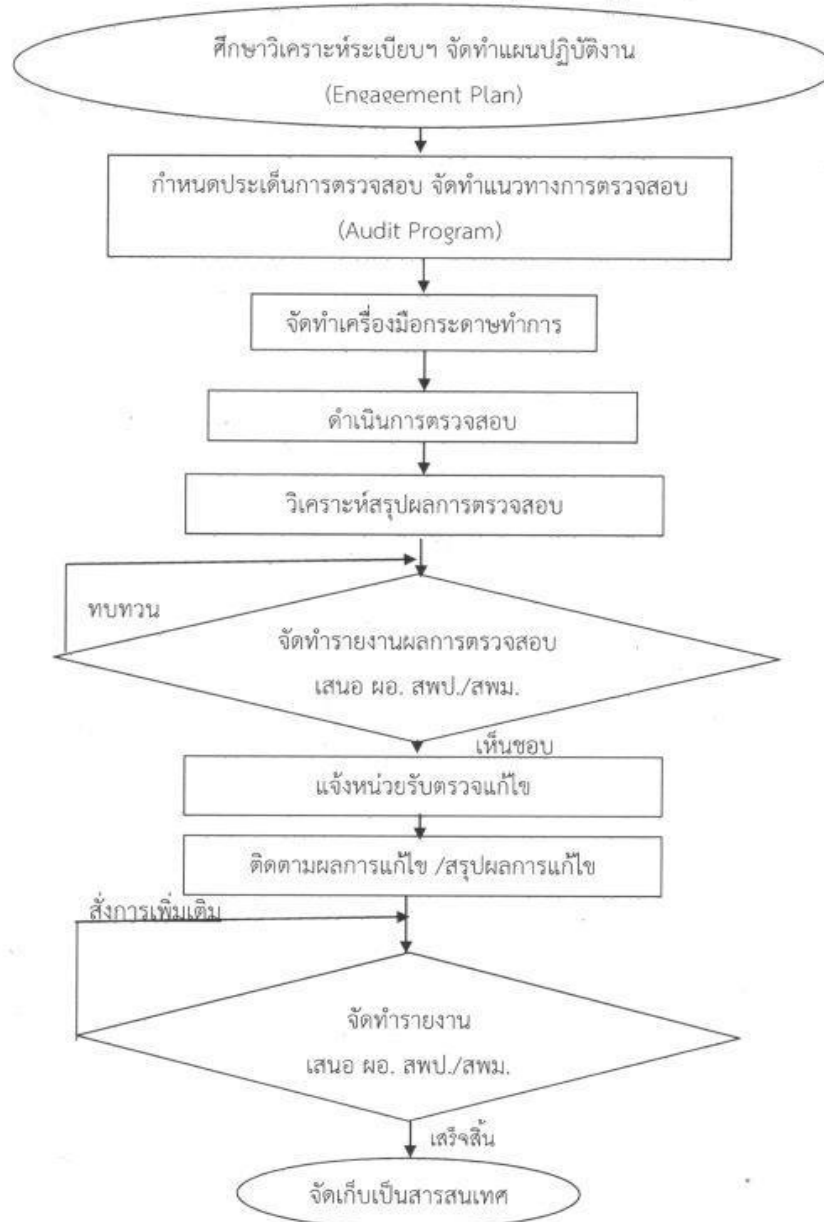 ศึกษาวิเคราะห์ระเบียบฯ จัดทำแผนปฏิบัติงาน
(Engagement Plan)
กำหนดประเด็นการตรวจสอบ จัดทำแนวทางการตรวจสอบ
(Audit Program)
จัดทำเครื่องมือกระดาษทำการ
ดำเนินการตรวจสอบ
วิเคราะห์สรุปผลการตรวจสอบ
ทบทวน
จัดทำรายงานผลการตรวจสอบ
เสนอ ผอ. สพป./สพม.
เห็นชอบ
แจ้งหน่วยรับตรวจแก้ไข
ติดตามผลการแก้ไข /สรุปผลการแก้ไข
สั่งการเพิ่มเติม
จัดทำรายงาน
เสนอ ผอ. สพป./สพม.
เสร็จสิ้น
จัดเก็บเป็นสารสนเทศ